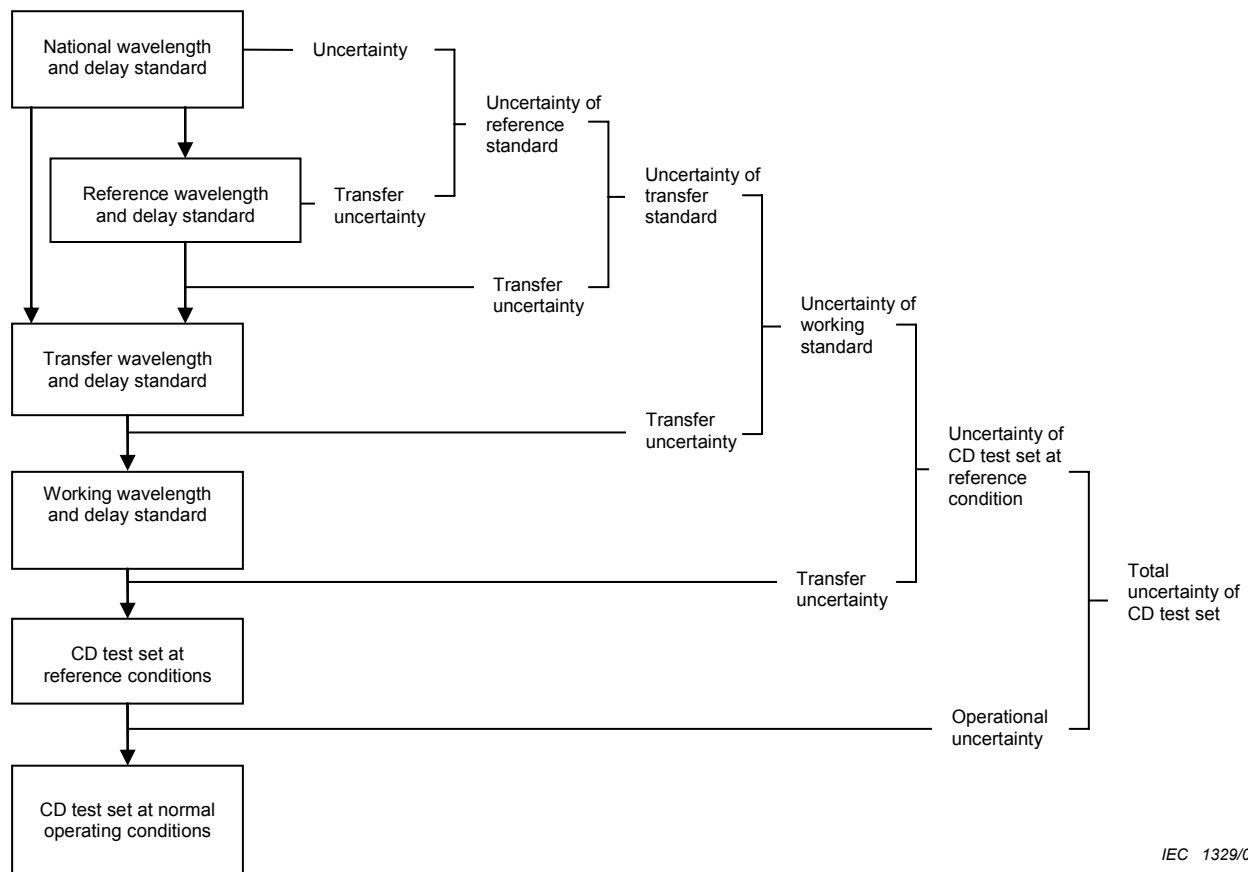 National wavelength
and delay standard
Uncertainty
Uncertainty of
reference
standard
Reference wavelength
and delay standard
Transfer
uncertainty
Uncertainty of
transfer
standard
Transfer
uncertainty
Uncertainty of
working
standard
Transfer wavelength
and delay standard
Transfer
uncertainty
Uncertainty of
CD test set at
reference
condition
Working wavelength
and delay standard
Transfer
uncertainty
Total
uncertainty of
CD test set
CD test set at
reference conditions
Operational
uncertainty
CD test set at normal
operating conditions
IEC 1329/0